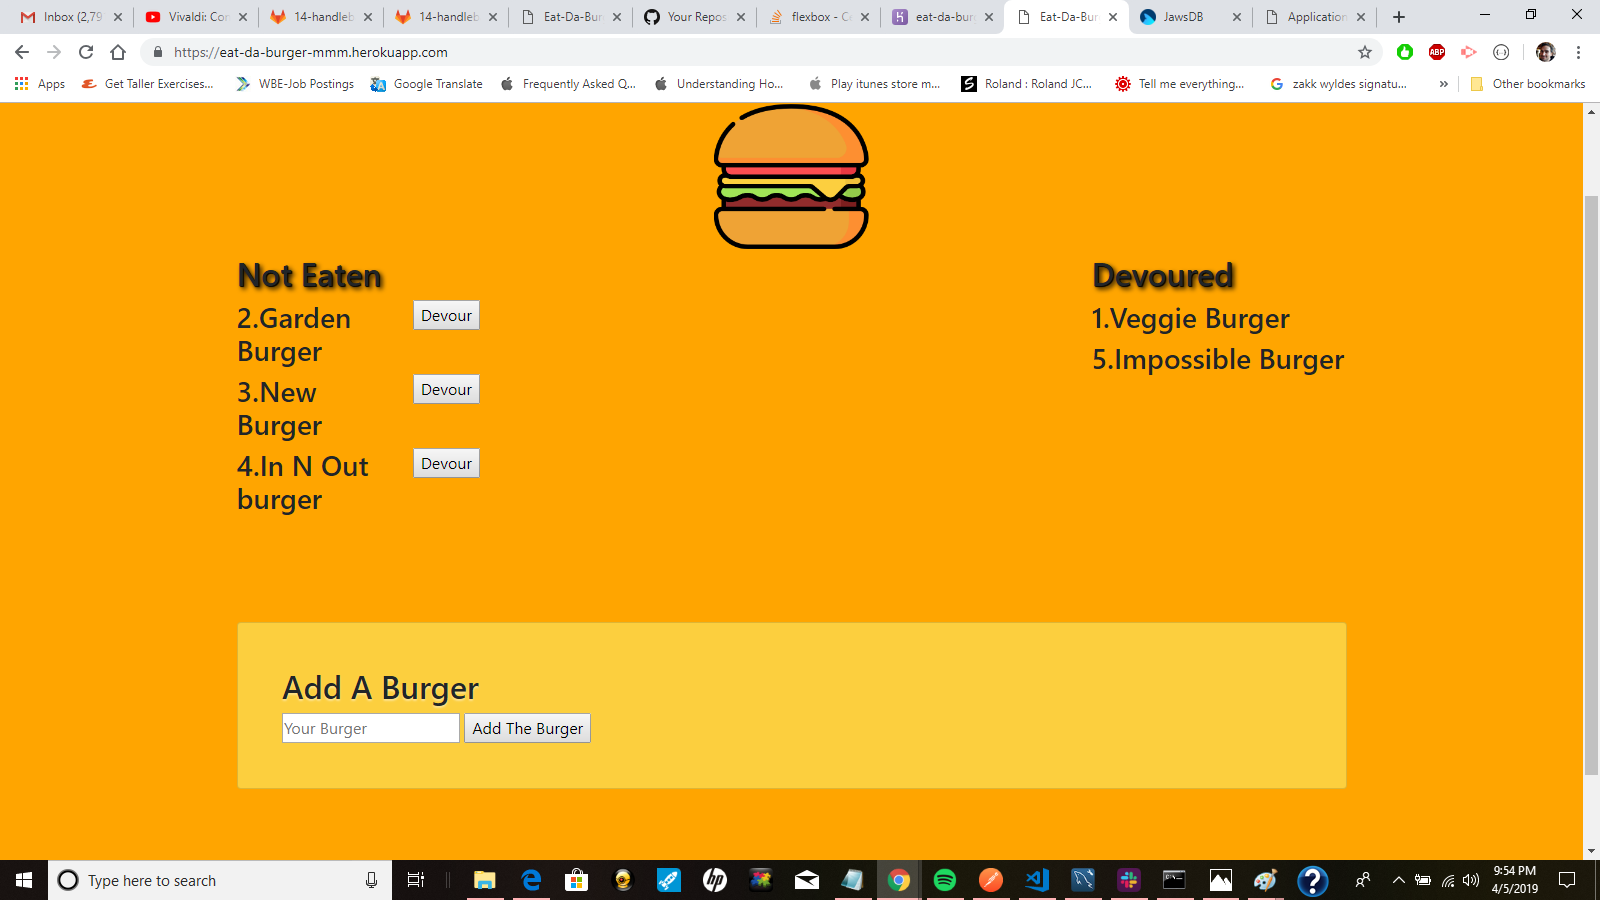 Inbox (2,79
Vivaldi: Con
14-handleb
14-handleb
Eat-Da-Bur
Your Repos
flexbox - C
eat-da-burg
Eat-Da-Bur
JawsDB
Application
https://eat-da-burger-mmm.herokuapp.com
ABP
Apps
Get Taller Exercises...
WBE-Job Postings
Google Translate
Frequently Asked Q...
Understanding Ho...
Play itunes store m...
Roland : Roland JC...
Tell me everything...
zakk wyldes signatu...
»
Other bookmarks
Not Eaten
2.Garden
Burger
Devour
3.New
Burger
Devour
4.In N Out
burger
Devour
Devoured
1.Veggie Burger
5.Impossible Burger
Add A Burger
Your Burger
Add The Burger
Type here to search
9:54 PM
4/5/2019